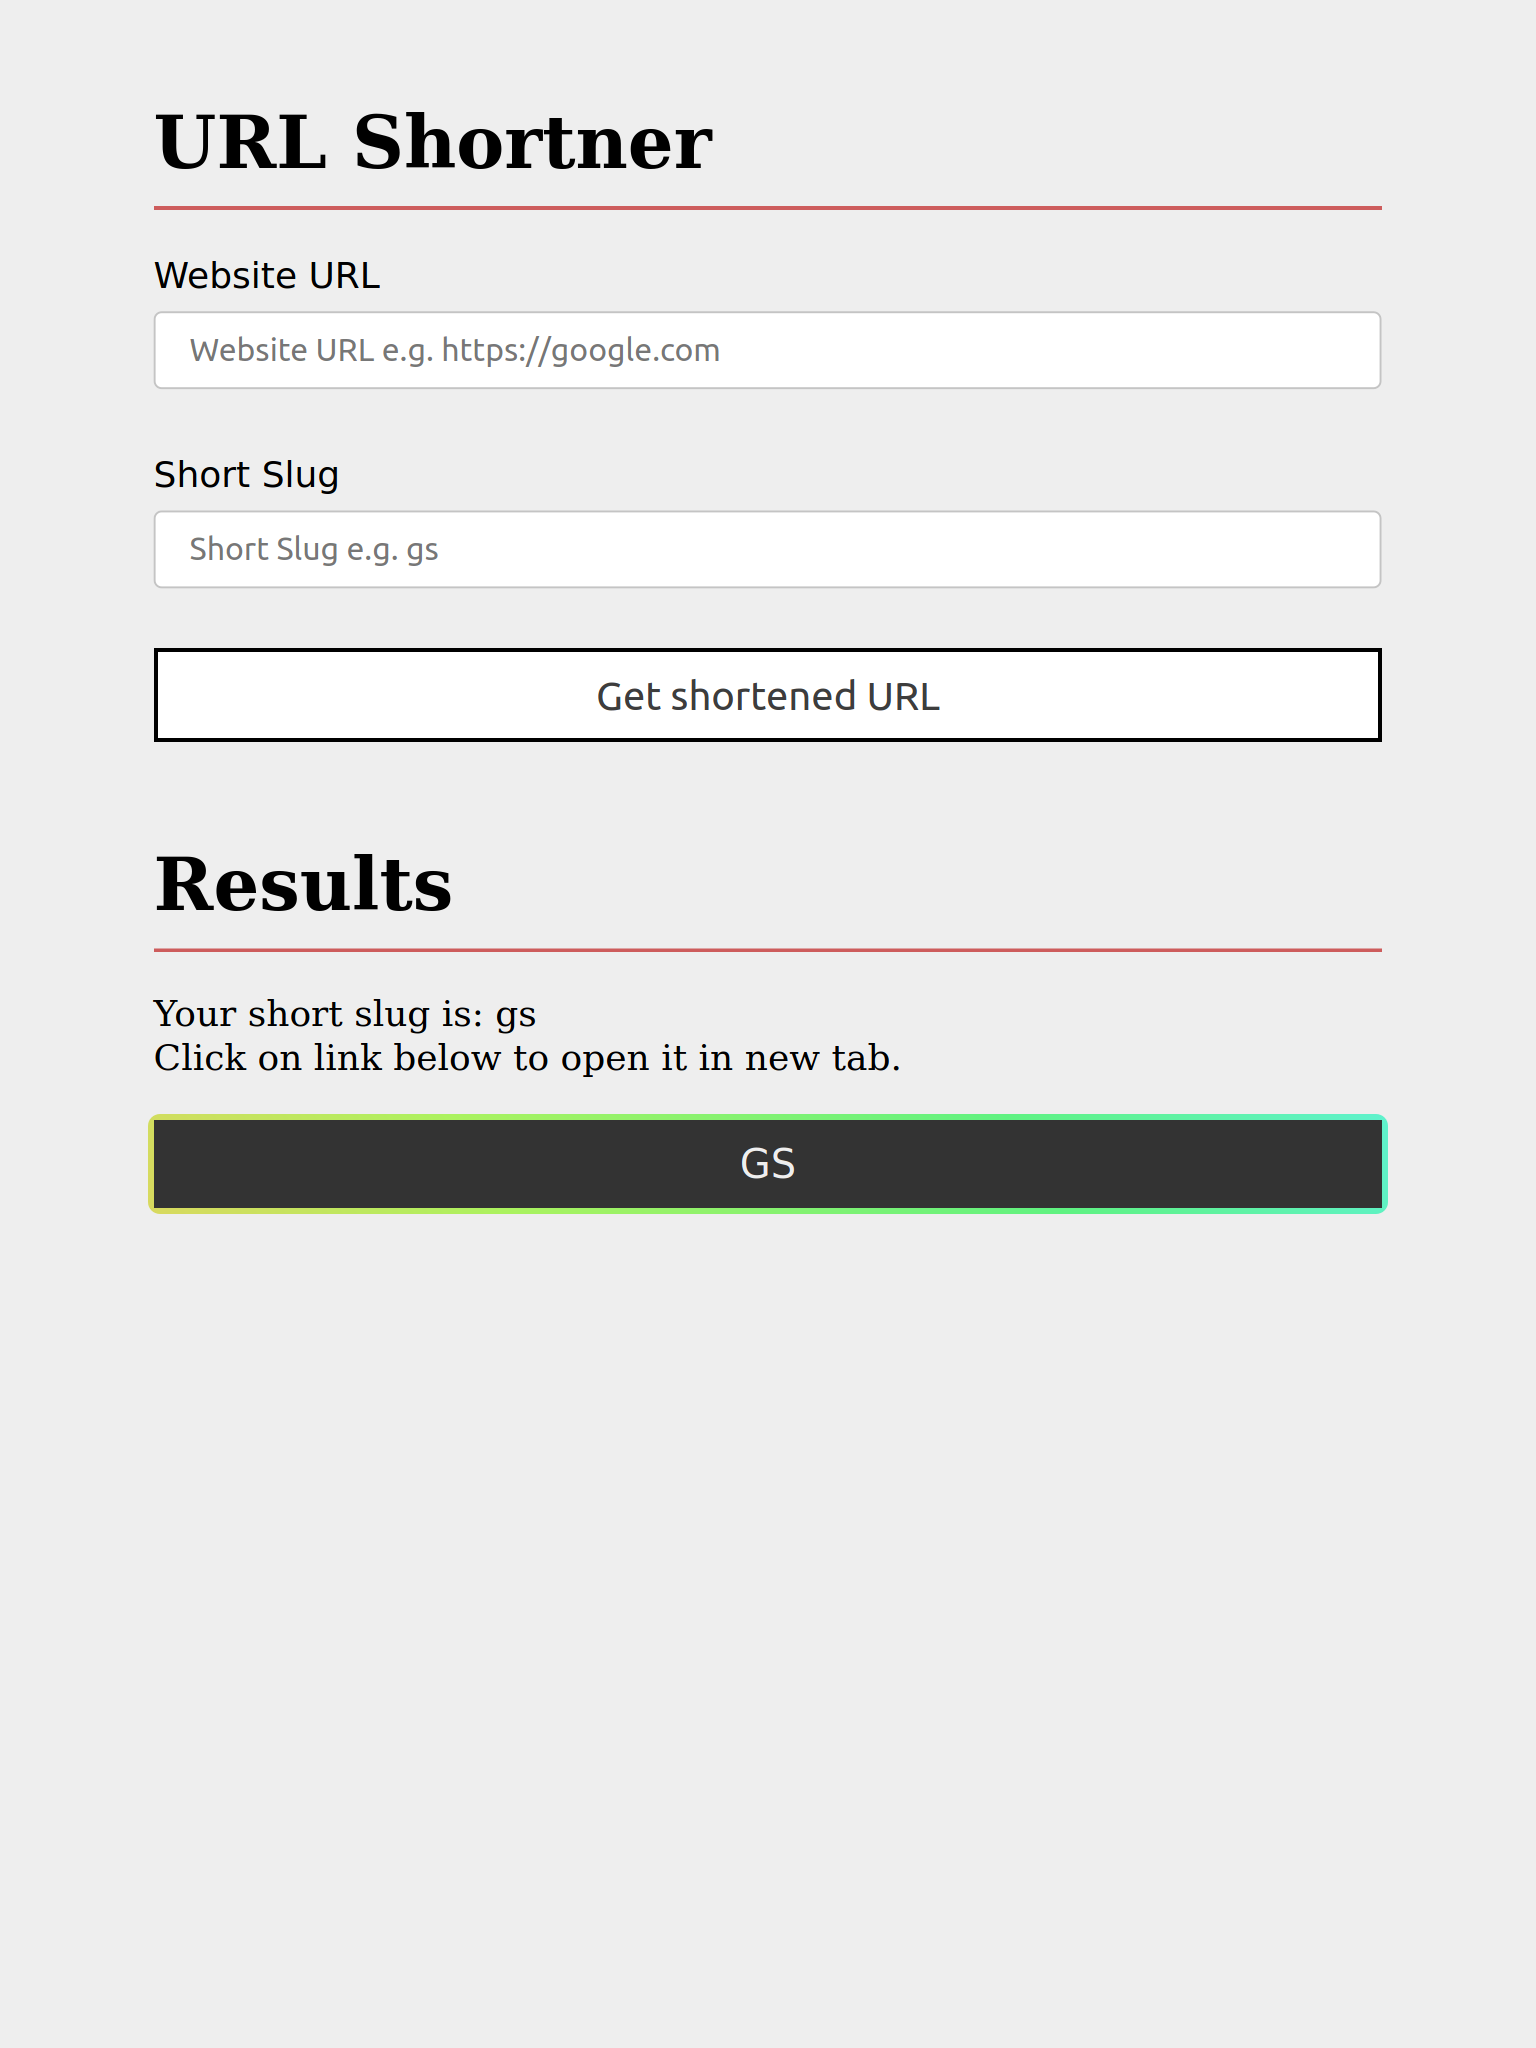 URL Shortner
Website URL
Website URL e.g. https://google.com
Short Slug
Short Slug e.g. gs
Get shortened URL
Results
Your short slug is: gs
Click on link below to open it in new tab.
GS